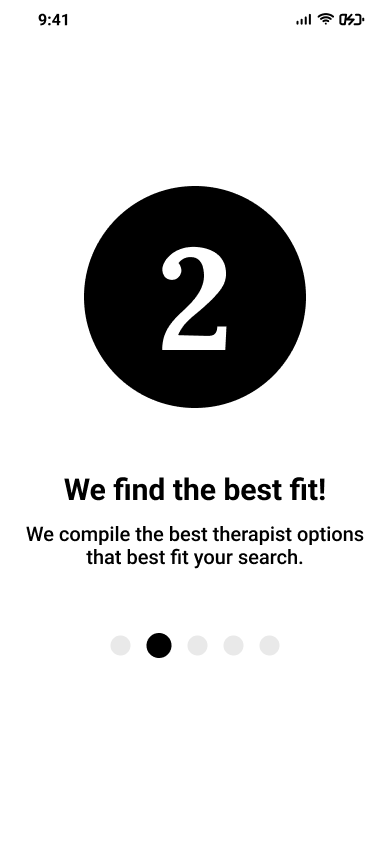 9:41
2
We find the best fit!
We compile the best therapist options
that best fit your search.